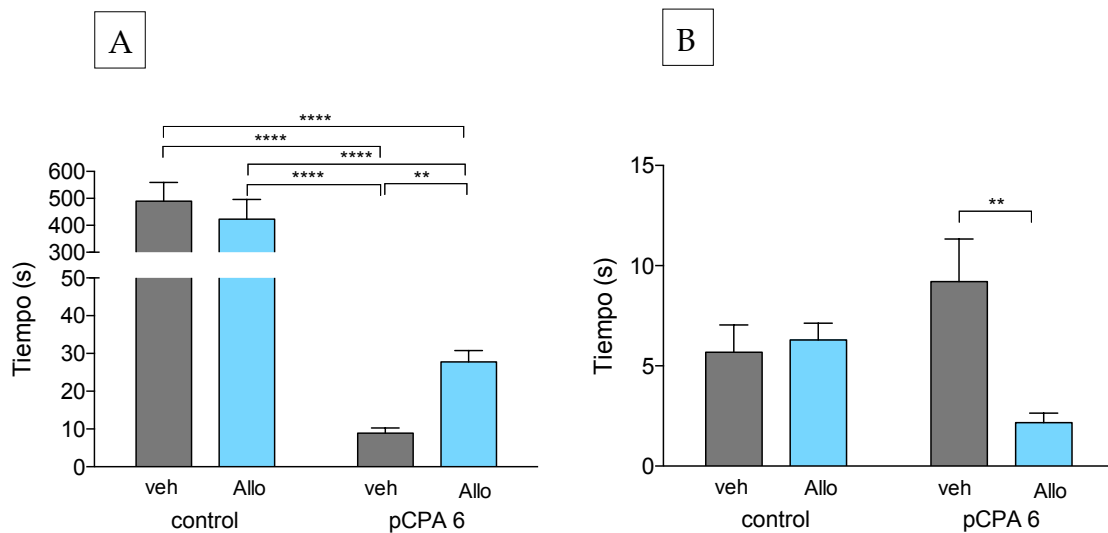 A
B
****
****
****
**** **
Tiempo (s)
600
500
400
300
50
40
30
20
10
0
veh Allo veh Allo
control pCPA 6
Tiempo (s)
15
10
5
0
**
veh Allo veh Allo
control pCPA 6